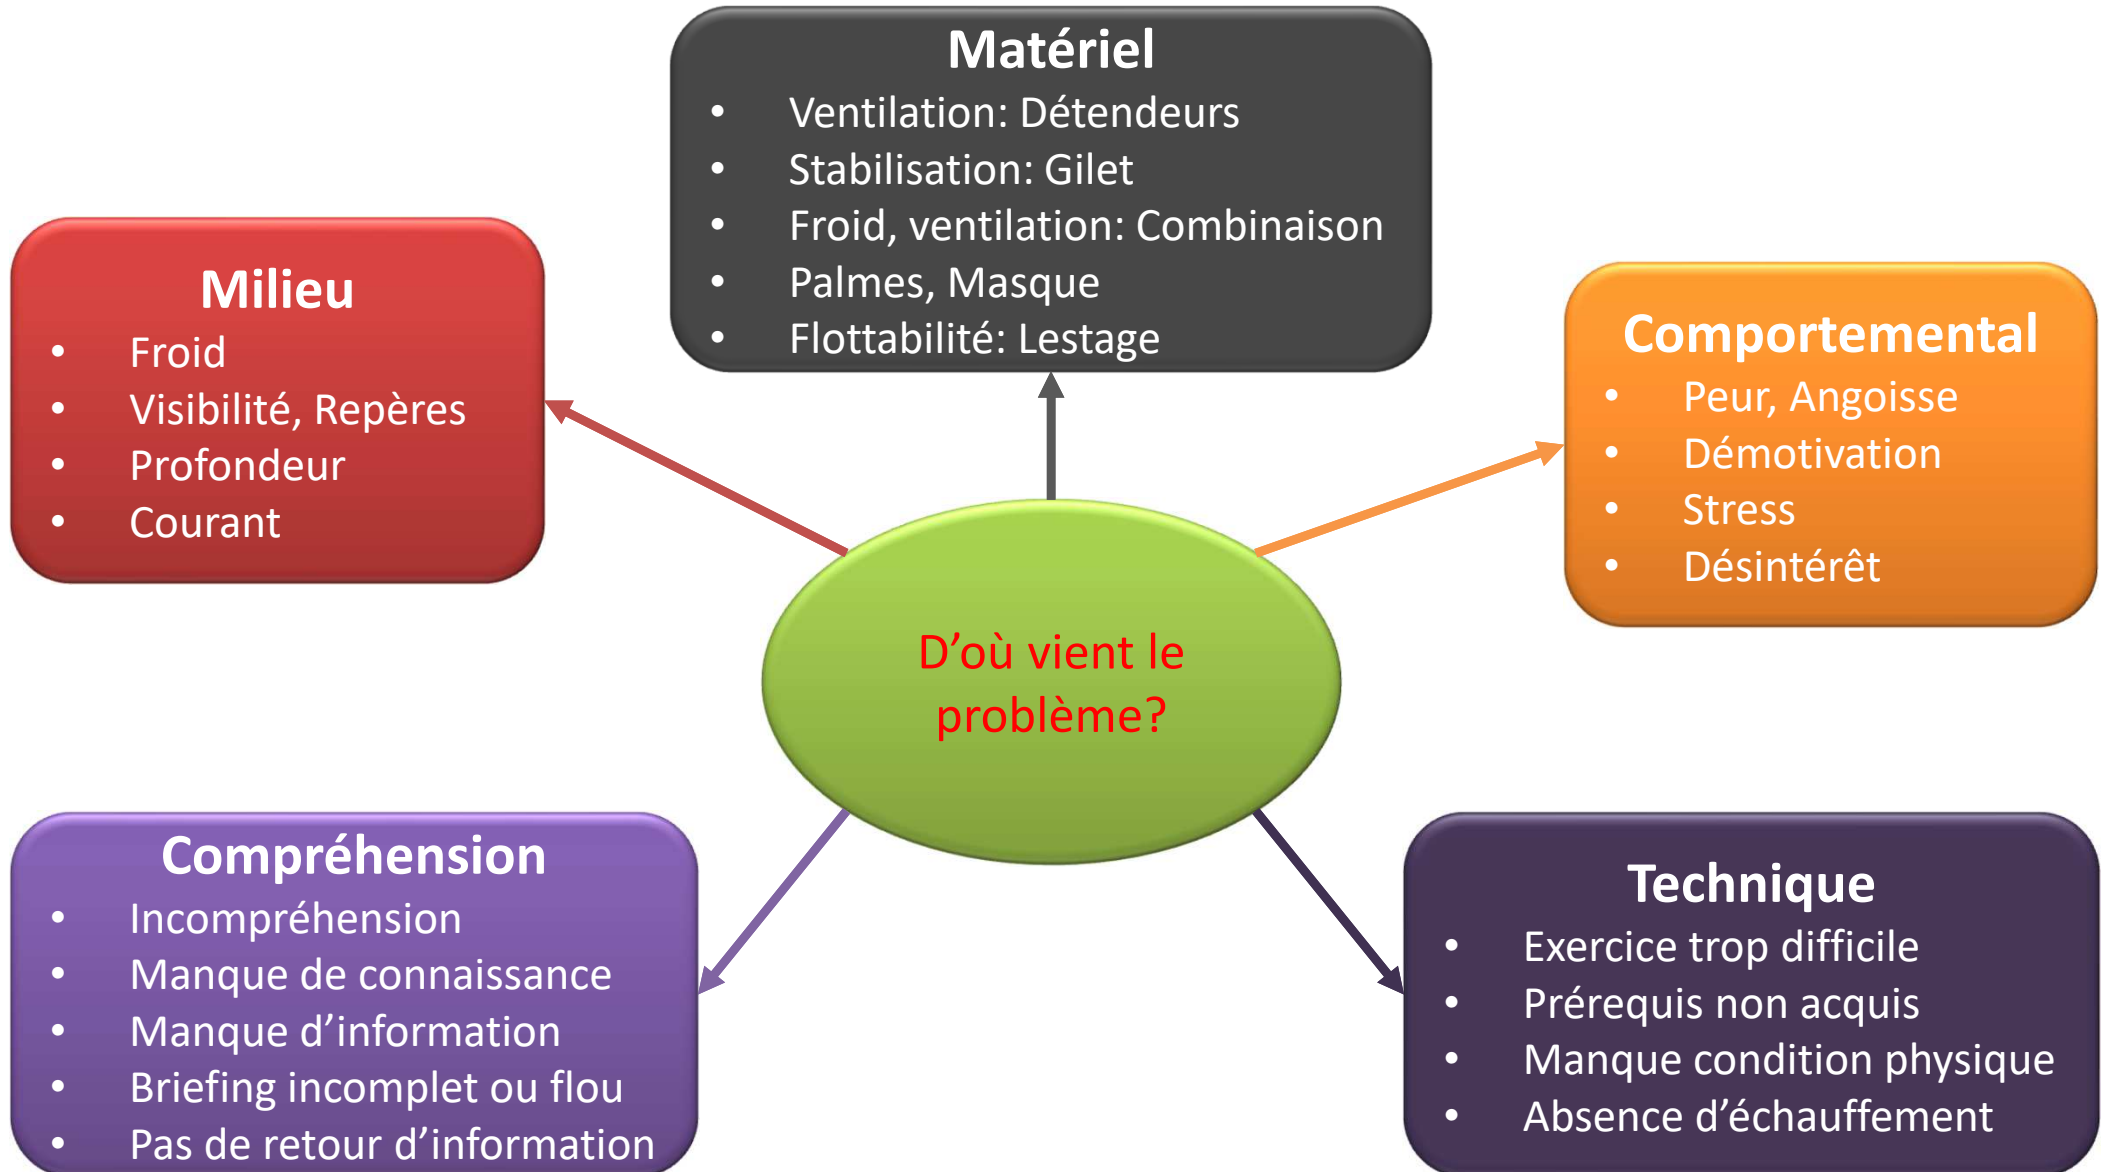 Matériel
• Ventilation: Détendeurs
• Stabilisation: Gilet
• Froid, ventilation: Combinaison
• Palmes, Masque
• Flottabilité: Lestage
Milieu
• Froid
• Visibilité, Repères
• Profondeur
• Courant
Comportemental
• Peur, Angoisse
• Démotivation
• Stress
• Désintérêt
D’où vient le
problème?
Compréhension
• Incompréhension
• Manque de connaissance
• Manque d’information
• Briefing incomplet ou flou
• Pas de retour d’information
Technique
• Exercice trop difficile
• Prérequis non acquis
• Manque condition physique
• Absence d’échauffement